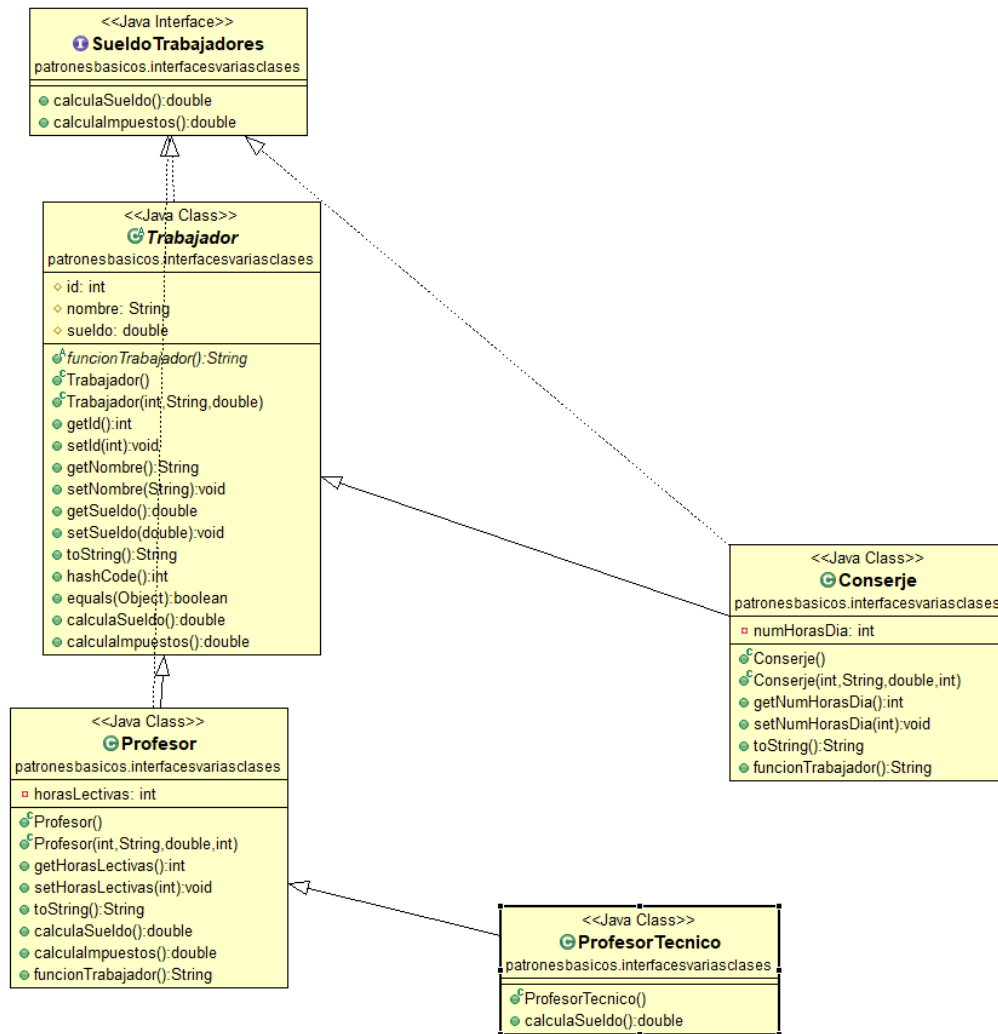 <<Java Interface>>
SueldoTrabajadores
patronesbasicos.interfacesvariasclases
calculaSueldo():double
calculaImpuestos():double
<<Java Class>>
Trabajador
patronesbasicos.interfacesvariasclases
id: int
nombre: String
sueldo: double
funcionTrabajador():String
Trabajador()
Trabajador(int,String,double)
getId():int
setId(int):void
getNombre():String
setNombre(String):void
getSueldo():double
setSueldo(double):void
toString():String
hashCode():int
equals(Object):boolean
calculaSueldo():double
calculaImpuestos():double
<<Java Class>>
Conserje
patronesbasicos.interfacesvariasclases
numHorasDia: int
Conserje()
Conserje(int,String,double,int)
getNumHorasDia():int
setNumHorasDia(int):void
toString():String
funcionTrabajador():String
<<Java Class>>
Profesor
patronesbasicos.interfacesvariasclases
horasLectivas: int
Profesor()
Profesor(int,String,double,int)
getHorasLectivas():int
setHorasLectivas(int):void
toString():String
calculaSueldo():double
calculaImpuestos():double
funcionTrabajador():String
<<Java Class>>
ProfesorTecnico
patronesbasicos.interfacesvariasclases
ProfesorTecnico()
calculaSueldo():double